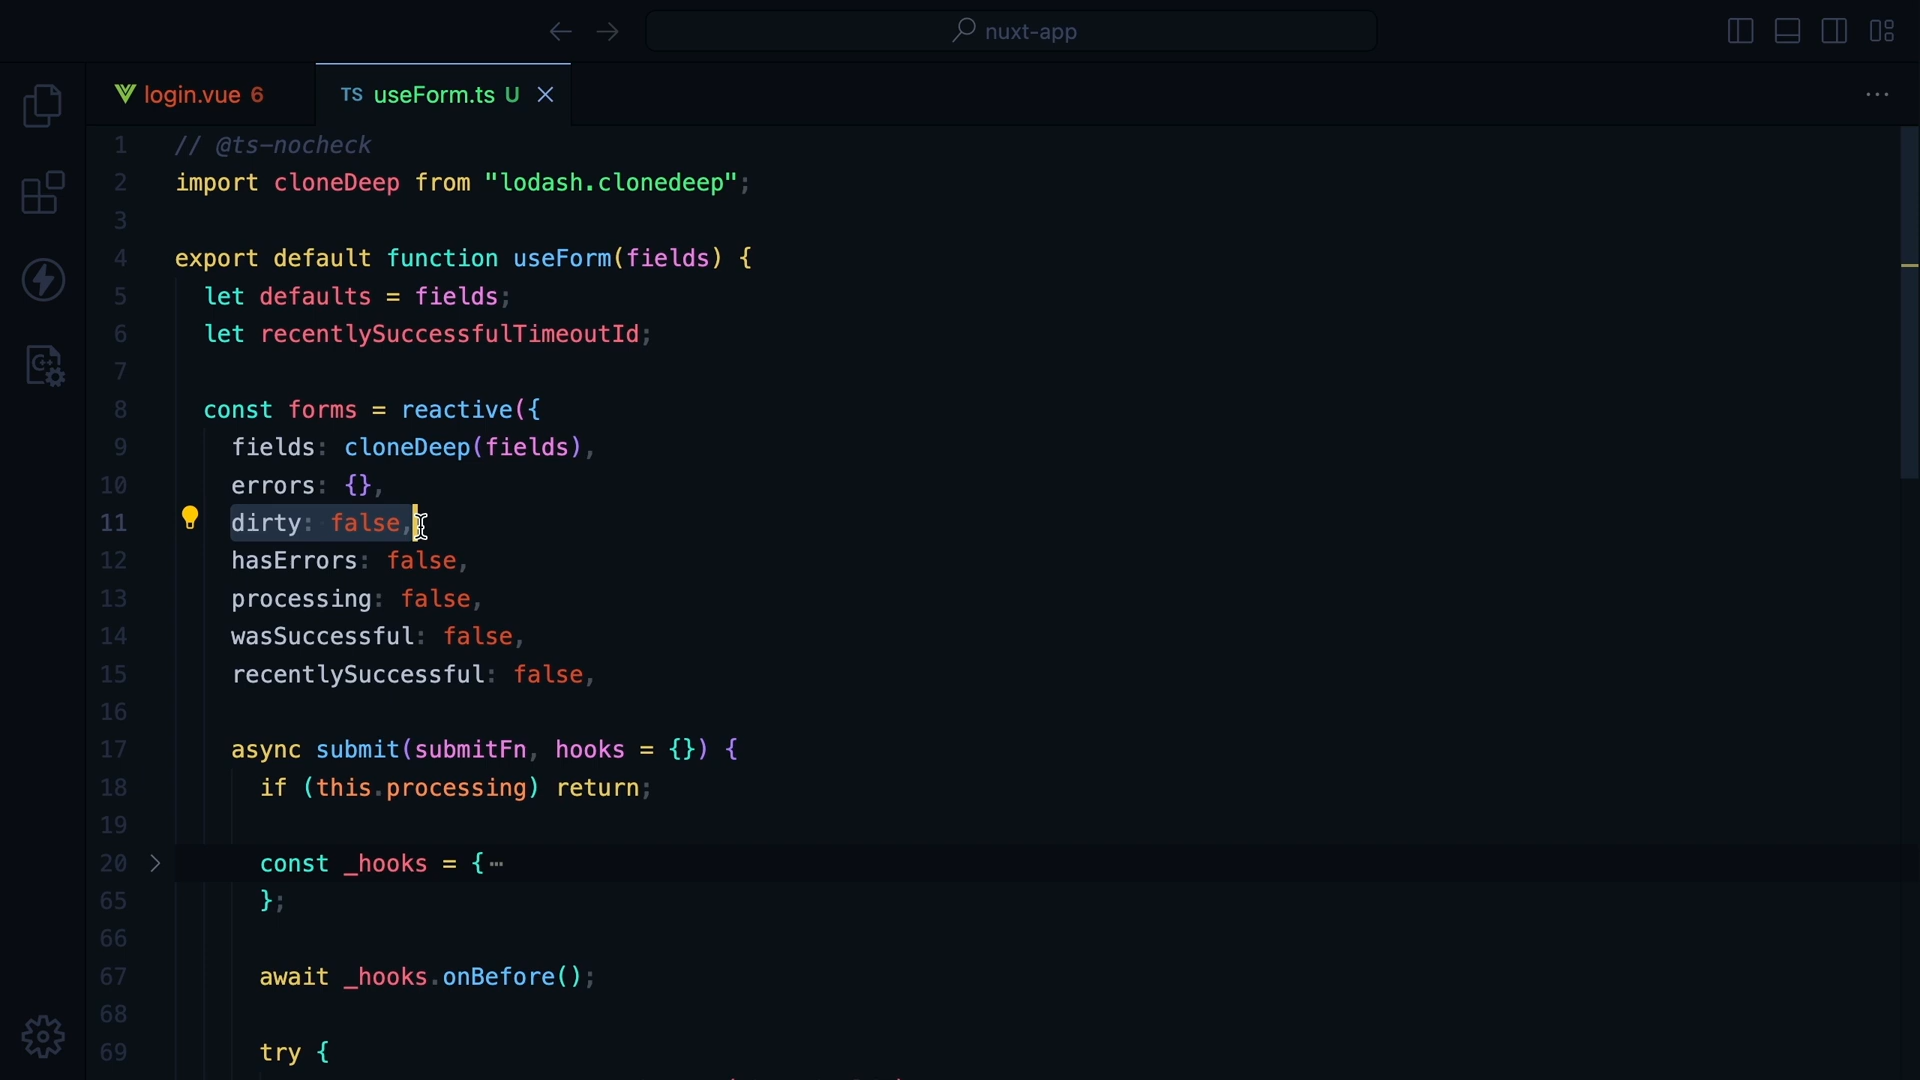 nuxt-app
login.vue 6
TS useForm.ts U
1 // @ts-nocheck
2 import cloneDeep from "lodash.clonedeep";
3
4 export default function useForm(fields) {
5 let defaults = fields;
6 let recentlySuccessfulTimeoutId;
7
8 const forms = reactive({
9 fields: cloneDeep(fields),
10 errors: {},
11 dirty: false,
12 hasErrors: false,
13 processing: false,
14 wasSuccessful: false,
15 recentlySuccessful: false,
16
17 async submit(submitFn, hooks = {}) {
18 if (this.processing) return;
19
20 const _hooks = {⋯
65 };
66
67 await _hooks.onBefore();
68
69 try {